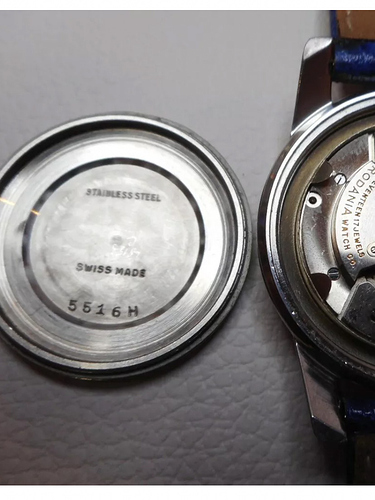 STAINLESS STEEL
SWISS MADE
5516H
SEVENTEEN 17 JEWELS
RODANIA
WATCH CO.